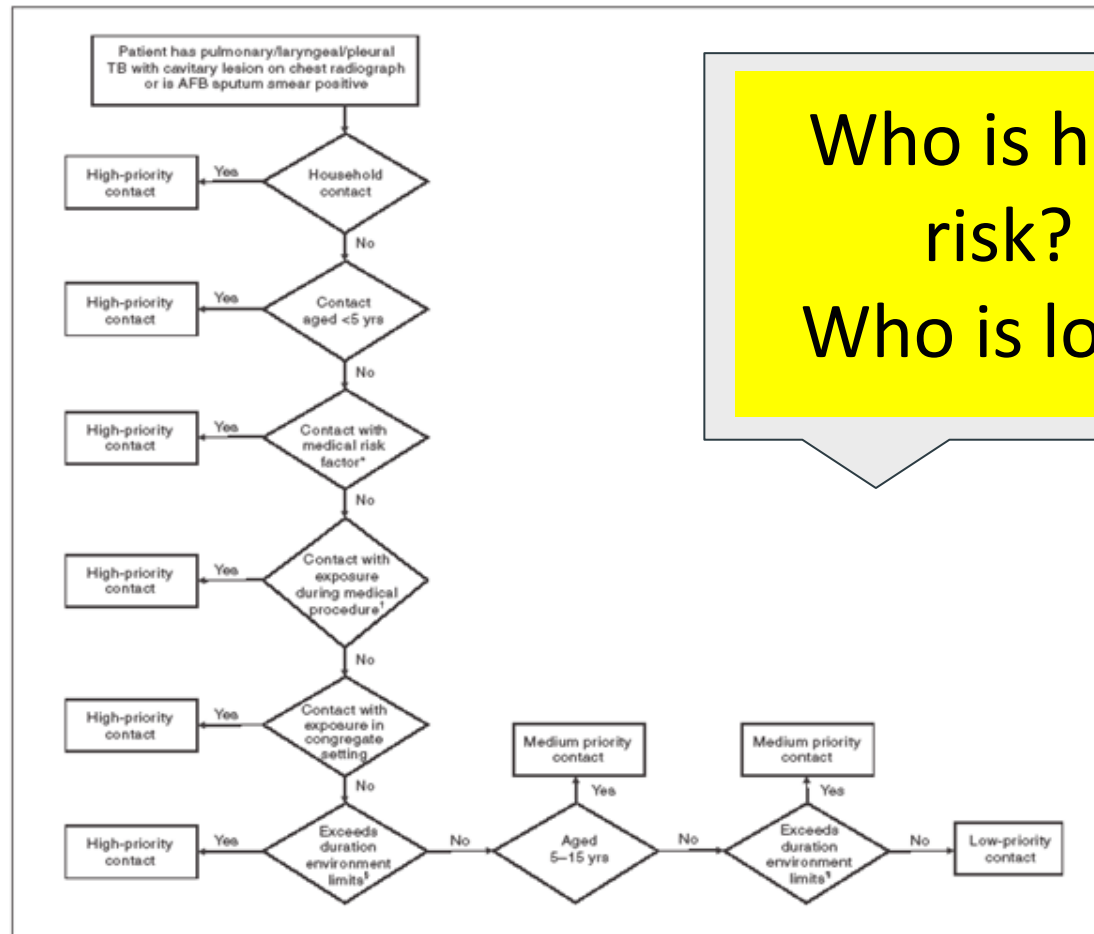 Patient has pulmonary/laryngeal/pleural
TB with cavitary lesion on chest radiograph
or is AFB sputum smear positive
High-priority
contact
Yes
Household
contact
No
High-priority
contact
Yes
Contact
aged <5 yrs
No
High-priority
contact
Yes
Contact with
medical risk
factor*
No
High-priority
contact
Yes
Contact with
exposure
during medical
procedure†
No
High-priority
contact
Yes
Contact with
exposure in
congregate
setting
No
High-priority
contact
Yes
Exceeds
duration
environment
limits§
No
Medium priority
contact
Yes
Aged
5–15 yrs
No
Medium priority
contact
Yes
Exceeds
duration
environment
limits¶
No
Low-priority
contact
Who is h
risk?
Who is lo